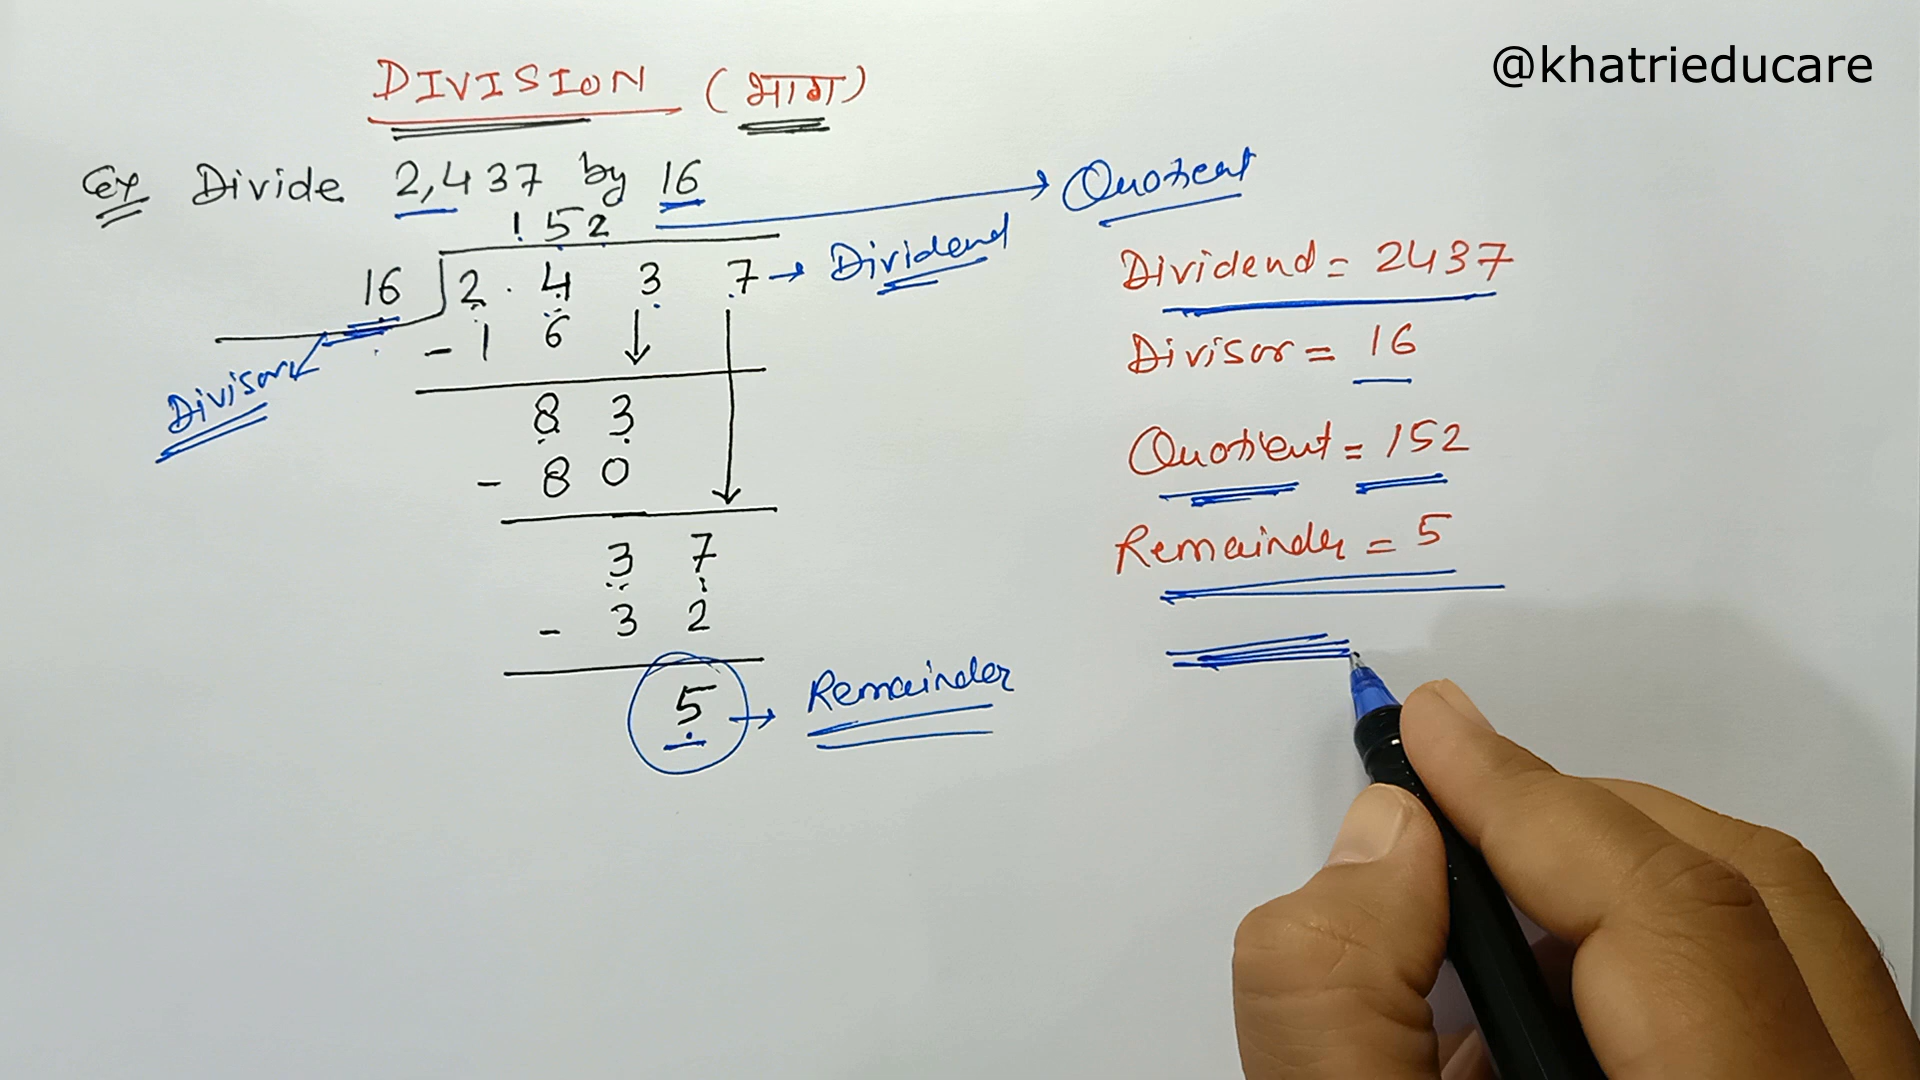 @khatrieducare
DIVISION (भाग)
Ex Divide 2,437 by 16
152 → Quotient
16 2 4 3 7 → Dividend
Divisor
- 1 6
8 3
- 8 0
3 7
- 3 2
5 → Remainder
Dividend = 2437
Divisor = 16
Quotient = 152
Remainder = 5